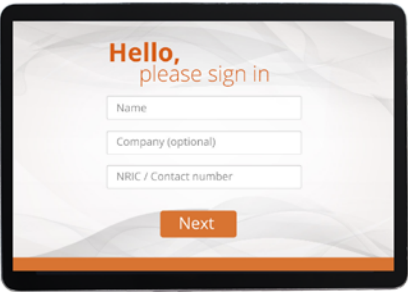 Hello,
please sign in
Name
Company (optional)
NRIC / Contact number
Next